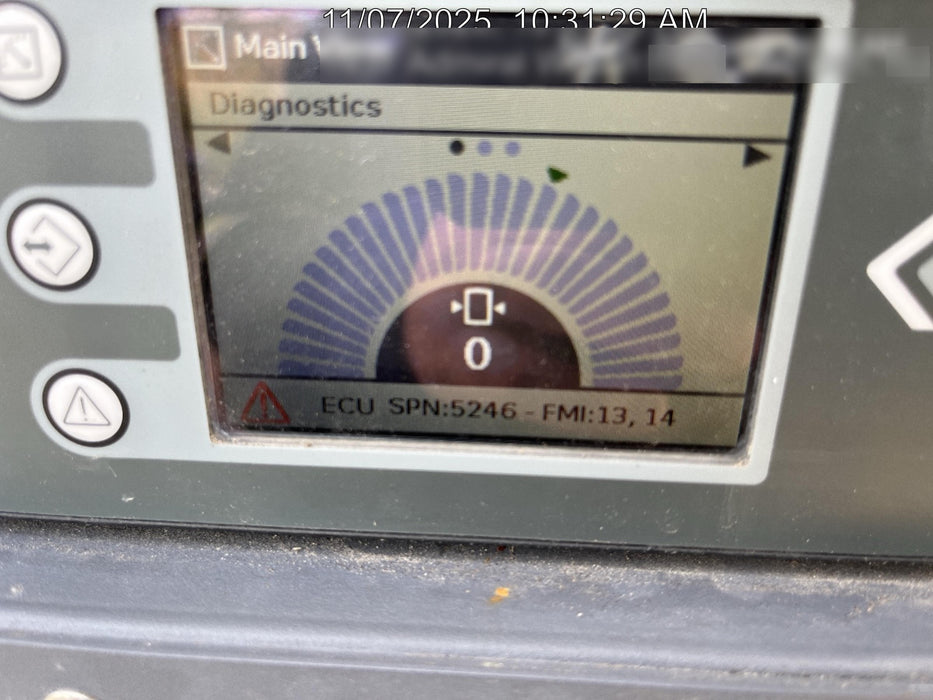 11/07/2025 10:31:29 AM
Main
Diagnostics
0
ECU SPN:5246 - FMI:13, 14